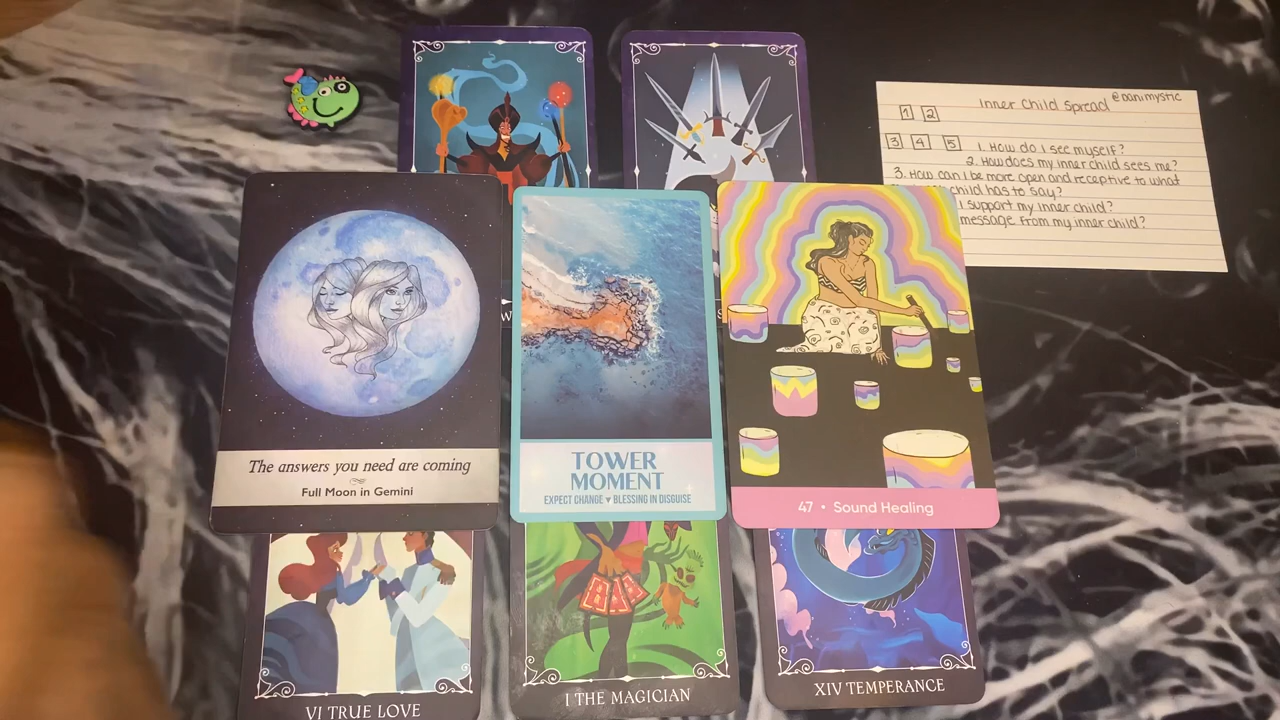 Inner Child Spread @Danimystic
1 2
3 4 5 1. How do I see myself?
2. How does my inner child sees me?
3. How can I be more open and receptive to what
child has to say?
I support my inner child?
message from my inner child?
The answers you need are coming
Full Moon in Gemini
TOWER
MOMENT
EXPECT CHANGE ♥ BLESSING IN DISGUISE
47 • Sound Healing
VI TRUE LOVE
I THE MAGICIAN
XIV TEMPERANCE